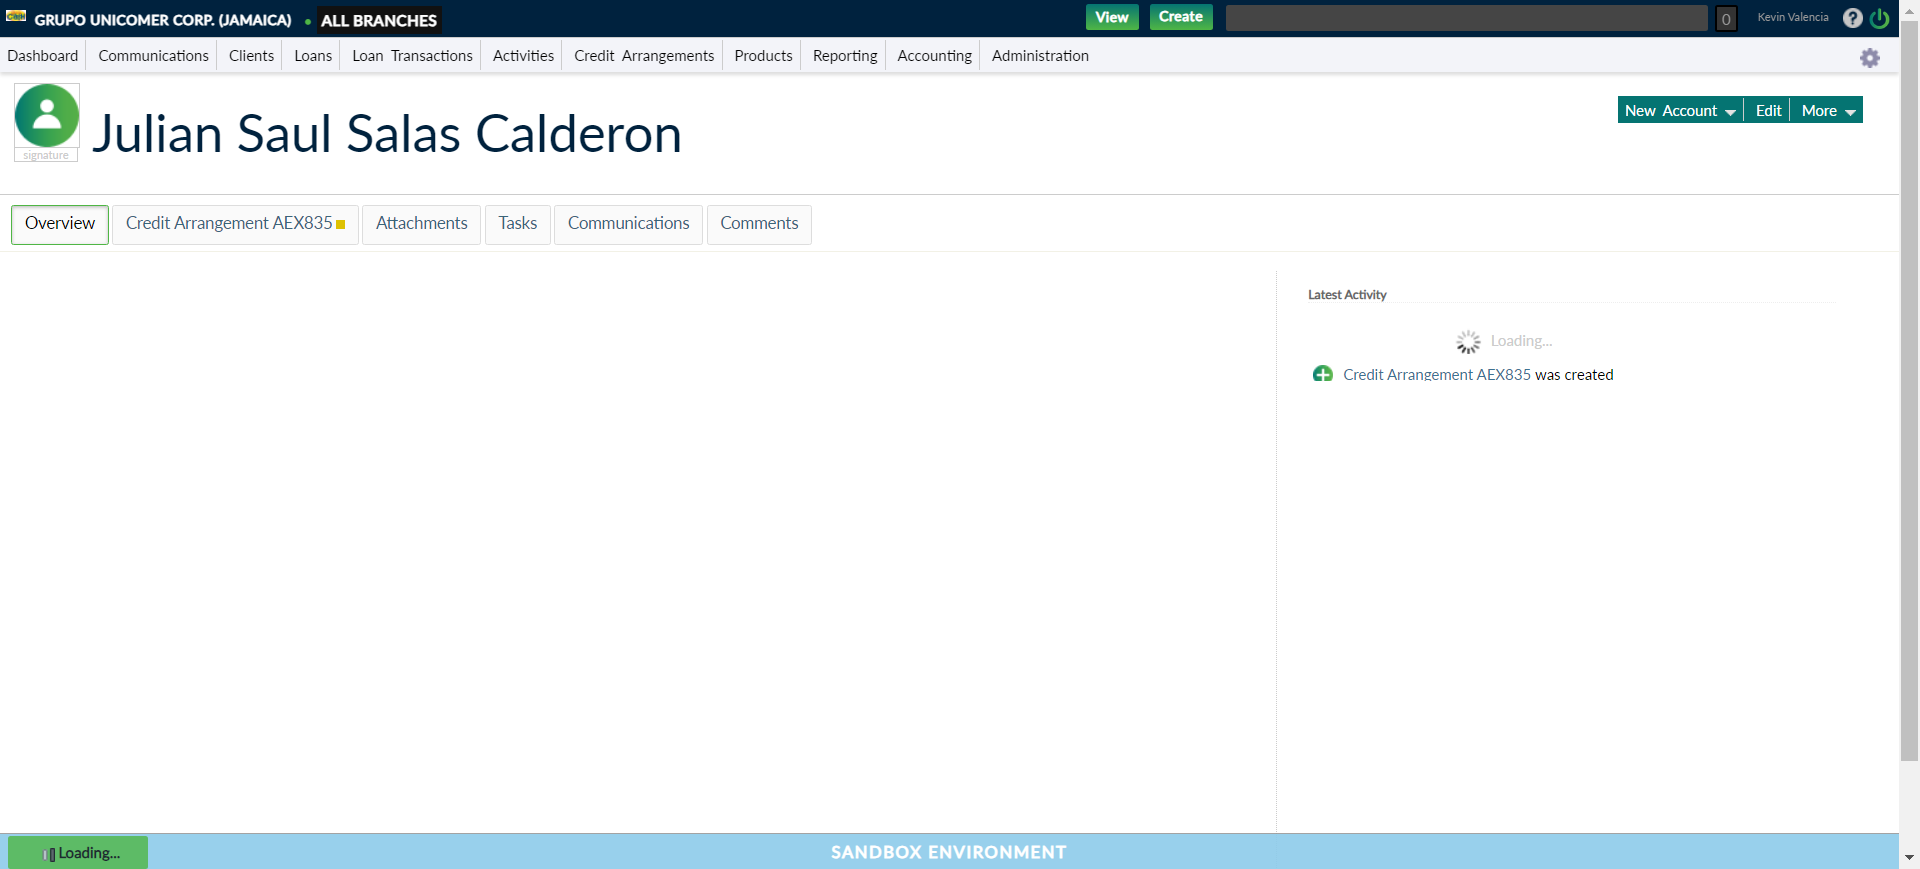 GRUPO UNICOMER CORP. (JAMAICA) • ALL BRANCHES View Create 0 Kevin Valencia ?
Dashboard Communications Clients Loans Loan Transactions Activities Credit Arrangements Products Reporting Accounting Administration
signature
Julian Saul Salas Calderon
New Account Edit More
Overview Credit Arrangement AEX835 Attachments Tasks Communications Comments
Latest Activity
Loading...
Credit Arrangement AEX835 was created
Loading... SANDBOX ENVIRONMENT